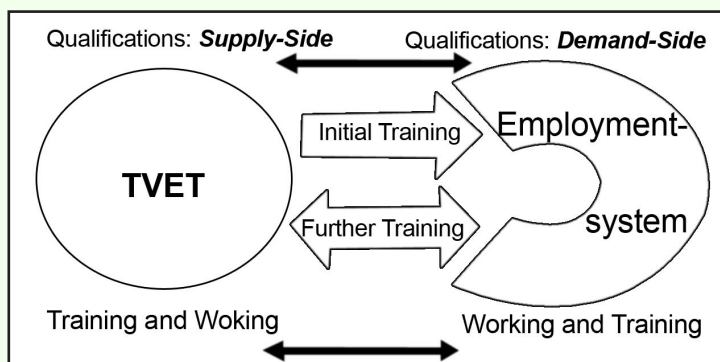 Qualifications: Supply-Side
Qualifications: Demand-Side
Initial Training
Employment-
TVET
Further Training
system
Training and Woking
Working and Training